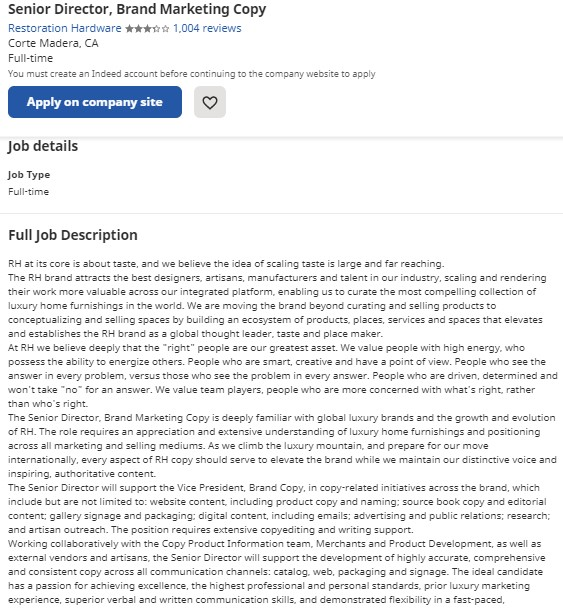 Senior Director, Brand Marketing Copy
Restoration Hardware ★★★☆☆ 1,004 reviews
Corte Madera, CA
Full-time
You must create an Indeed account before continuing to the company website to apply
Apply on company site
Job details
Job Type
Full-time
Full Job Description
RH at its core is about taste, and we believe the idea of scaling taste is large and far reaching.
The RH brand attracts the best designers, artisans, manufacturers and talent in our industry, scaling and rendering
their work more valuable across our integrated platform, enabling us to curate the most compelling collection of
luxury home furnishings in the world. We are moving the brand beyond curating and selling products to
conceptualizing and selling spaces by building an ecosystem of products, places, services and spaces that elevates
and establishes the RH brand as a global thought leader, taste and place maker.
At RH we believe deeply that the "right" people are our greatest asset. We value people with high energy, who
possess the ability to energize others. People who are smart, creative and have a point of view. People who see the
answer in every problem, versus those who see the problem in every answer. People who are driven, determined and
won't take "no" for an answer. We value team players, people who are more concerned with what's right, rather
than who's right.
The Senior Director, Brand Marketing Copy is deeply familiar with global luxury brands and the growth and evolution
of RH. The role requires an appreciation and extensive understanding of luxury home furnishings and positioning
across all marketing and selling mediums. As we climb the luxury mountain, and prepare for our move
internationally, every aspect of RH copy should serve to elevate the brand while we maintain our distinctive voice and
inspiring, authoritative content.
The Senior Director will support the Vice President, Brand Copy, in copy-related initiatives across the brand, which
include but are not limited to: website content, including product copy and naming; source book copy and editorial
content; gallery signage and packaging; digital content, including emails; advertising and public relations; research;
and artisan outreach. The position requires extensive copyediting and writing support.
Working collaboratively with the Copy Product Information team, Merchants and Product Development, as well as
external vendors and artisans, the Senior Director will support the development of highly accurate, comprehensive
and consistent copy across all communication channels: catalog, web, packaging and signage. The ideal candidate
has a passion for achieving excellence, the highest professional and personal standards, prior luxury marketing
experience, superior verbal and written communication skills, and demonstrated flexibility in a fast-paced,